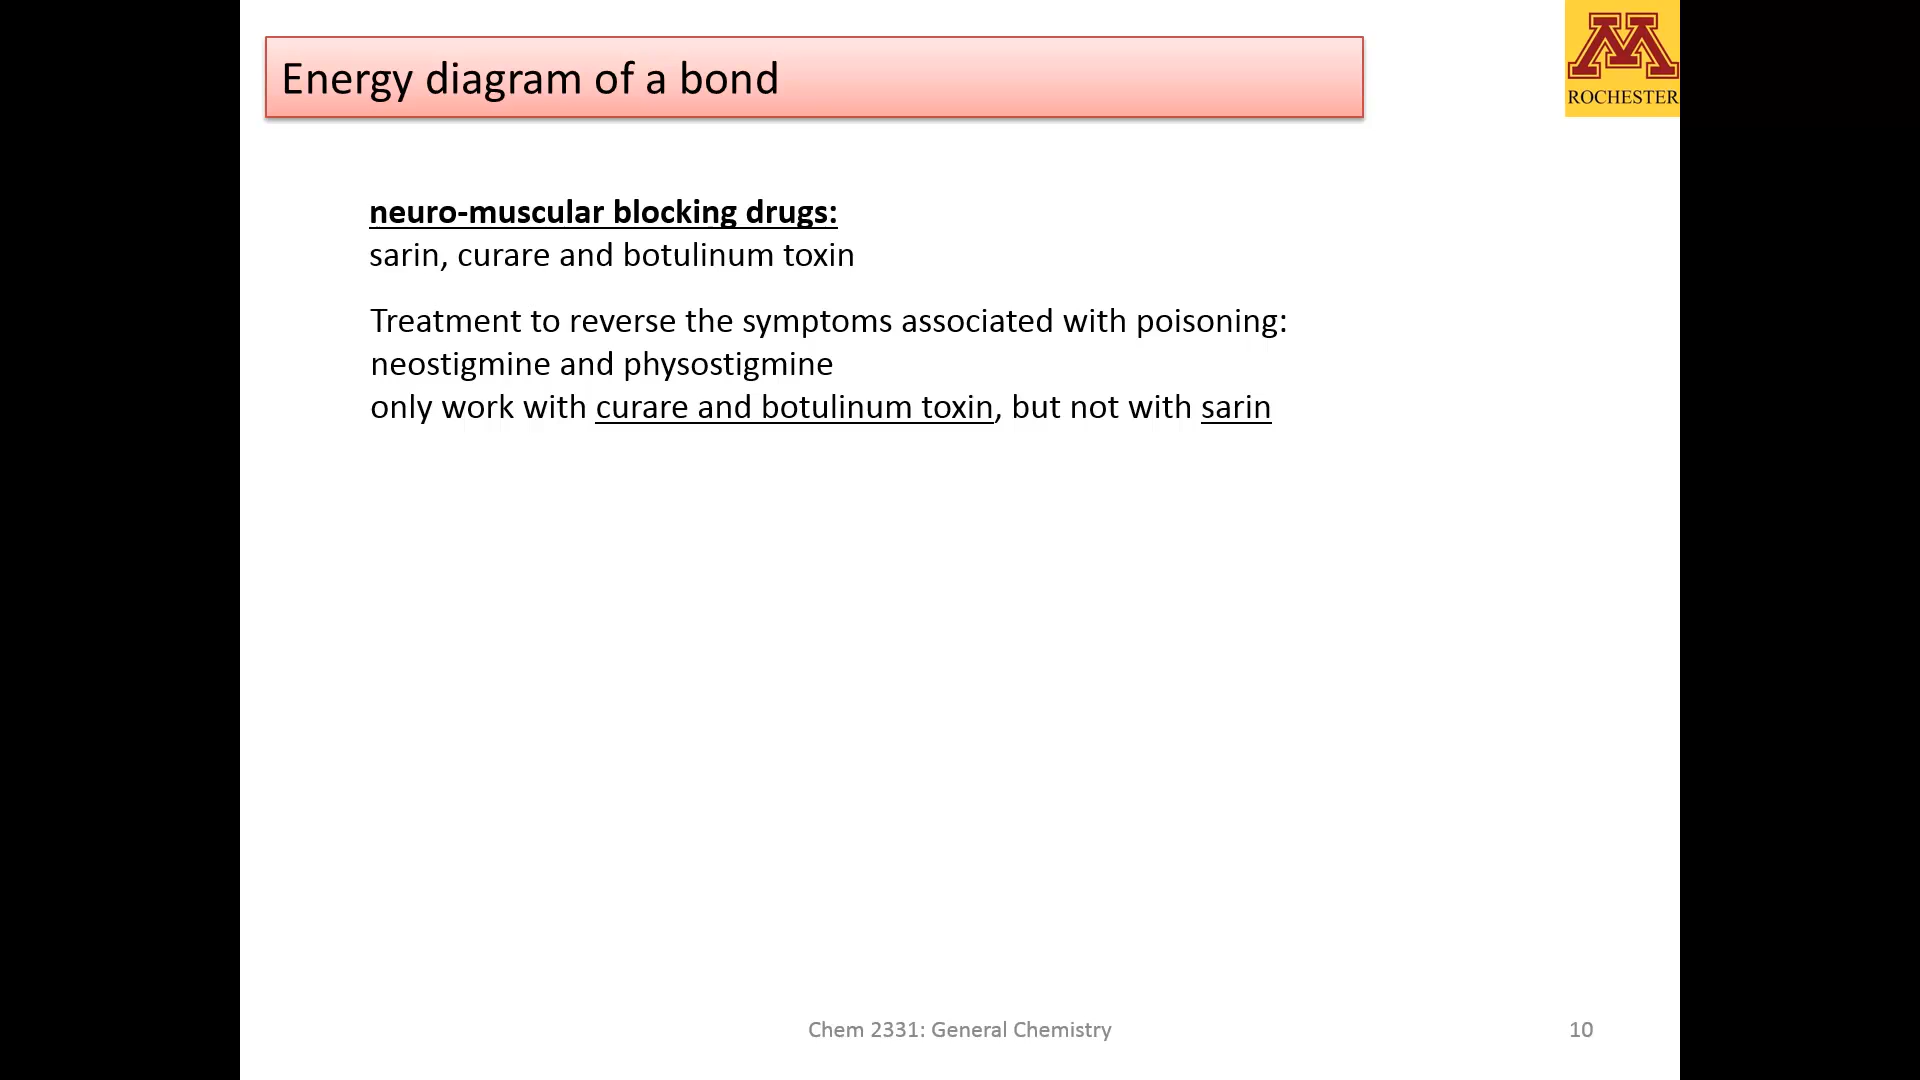 Energy diagram of a bond
ROCHESTER
neuro-muscular blocking drugs:
sarin, curare and botulinum toxin
Treatment to reverse the symptoms associated with poisoning:
neostigmine and physostigmine
only work with curare and botulinum toxin, but not with sarin
Chem 2331: General Chemistry
10